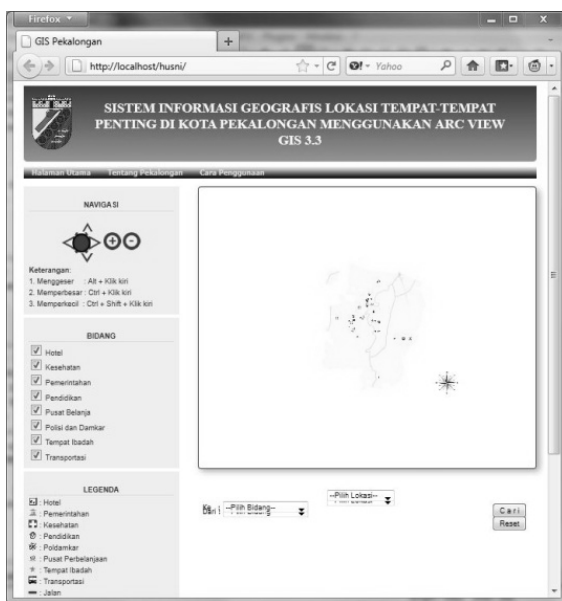 Firefox
GIS Pekalongan
http://localhost/husni/
Yahoo
SISTEM INFORMASI GEOGRAFIS LOKASI TEMPAT-TEMPAT
PENTING DI KOTA PEKALONGAN MENGGUNAKAN ARC VIEW
GIS 3.3
Halaman Utama Tentang Pekalongan Cara Penggunaan
NAVIGASI
Keterangan:
1. Menggeser : Alt + Klik kiri
2. Memperbesar : Ctrl + Klik kiri
3. Memperkecil : Ctrl + Shift + Klik kiri
BIDANG
Hotel
Kesehatan
Pemerintahan
Pendidikan
Pusat Belanja
Polisi dan Damkar
Tempat Ibadah
Transportasi
LEGENDA
: Hotel
: Pemerintahan
: Kesehatan
: Pendidikan
: Poldamkar
: Pusat Perbelanjaan
: Tempat Ibadah
: Transportasi
: Jalan
--Pilih Lokasi--
--Pilih Bidang--
Cari
Reset